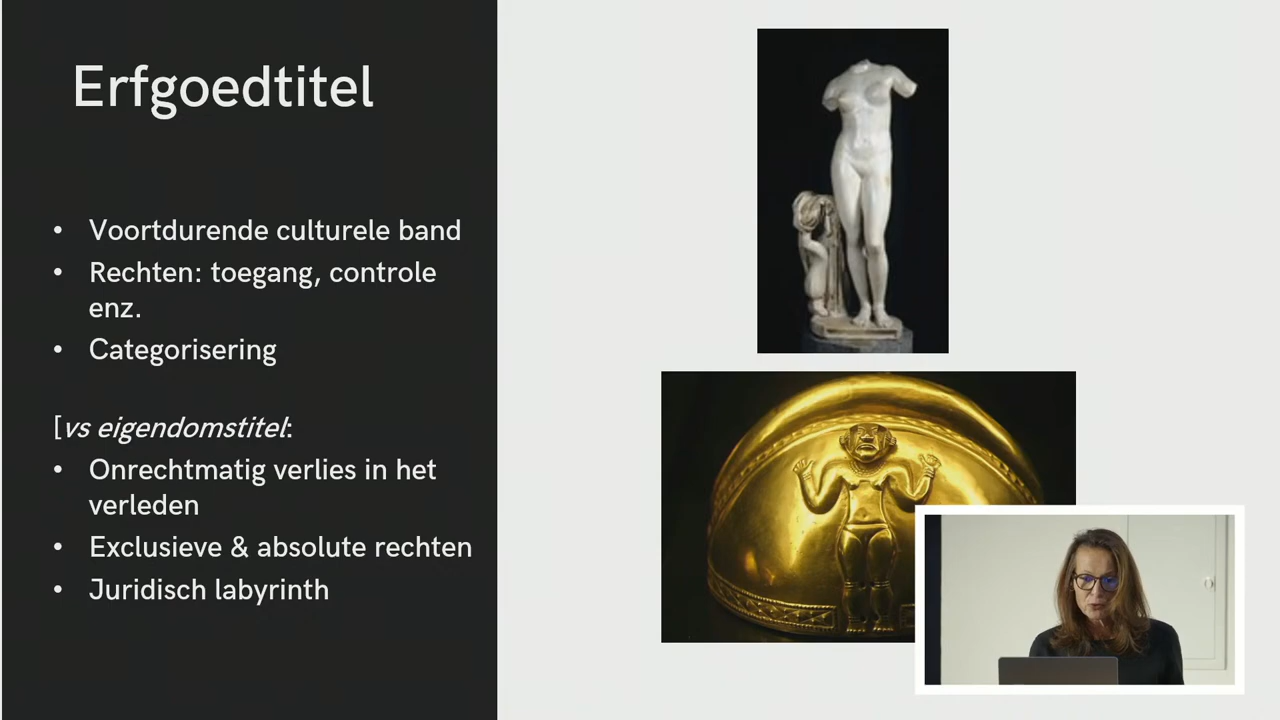 Erfgoedtitel
• Voortdurende culturele band
• Rechten: toegang, controle
enz.
• Categorisering
[vs eigendomstitel:
• Onrechtmatig verlies in het
verleden
• Exclusieve & absolute rechten
• Juridisch labyrinth